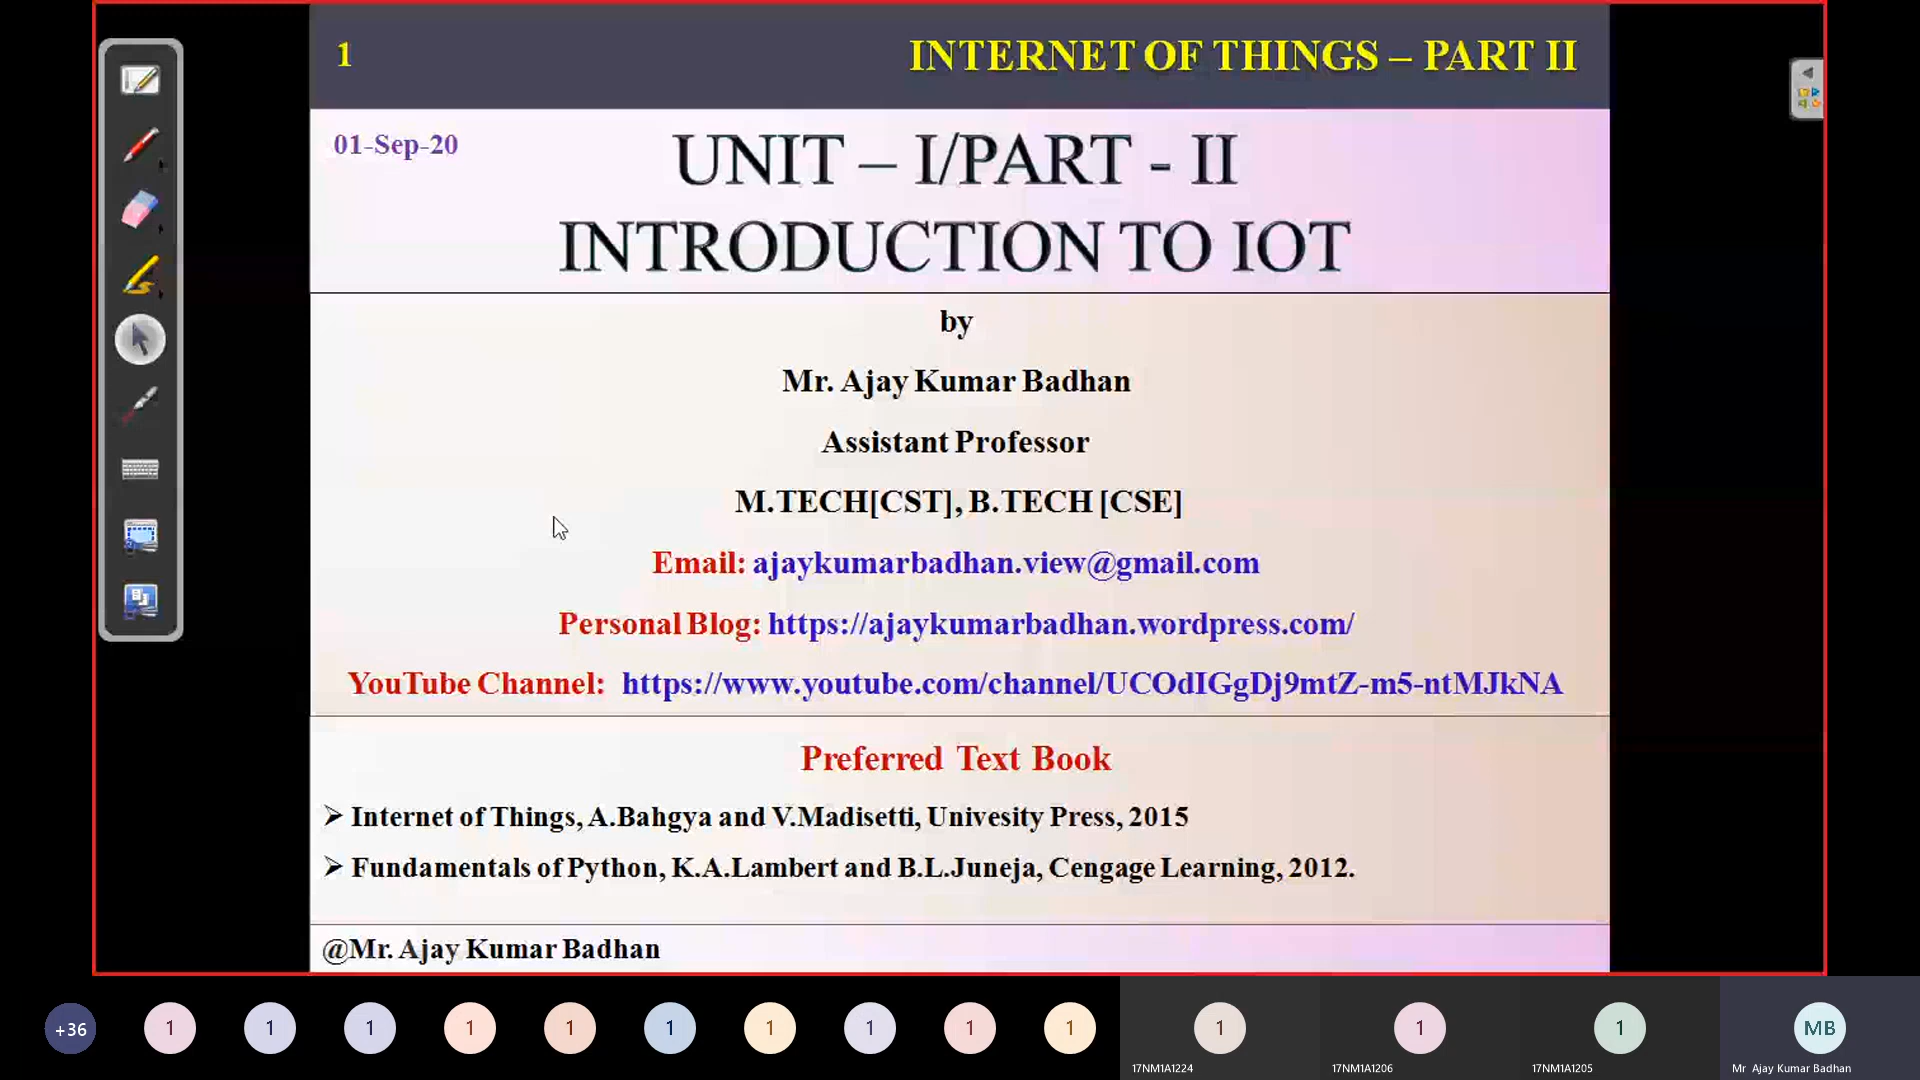 1
INTERNET OF THINGS – PART II
01-Sep-20
UNIT – I/PART - II
INTRODUCTION TO IOT
by
Mr. Ajay Kumar Badhan
Assistant Professor
M.TECH[CST], B.TECH [CSE]
Email: ajaykumarbadhan.view@gmail.com
Personal Blog: https://ajaykumarbadhan.wordpress.com/
YouTube Channel: https://www.youtube.com/channel/UCOdIGgDj9mtZ-m5-ntMJkNA
Preferred Text Book
➢ Internet of Things, A.Bahgya and V.Madisetti, Univesity Press, 2015
➢ Fundamentals of Python, K.A.Lambert and B.L.Juneja, Cengage Learning, 2012.
@Mr. Ajay Kumar Badhan
+36 1 1 1 1 1 1 1 1 1 1 1 1 1 MB
17NM1A1224 17NM1A1206 17NM1A1205 Mr Ajay Kumar Badhan